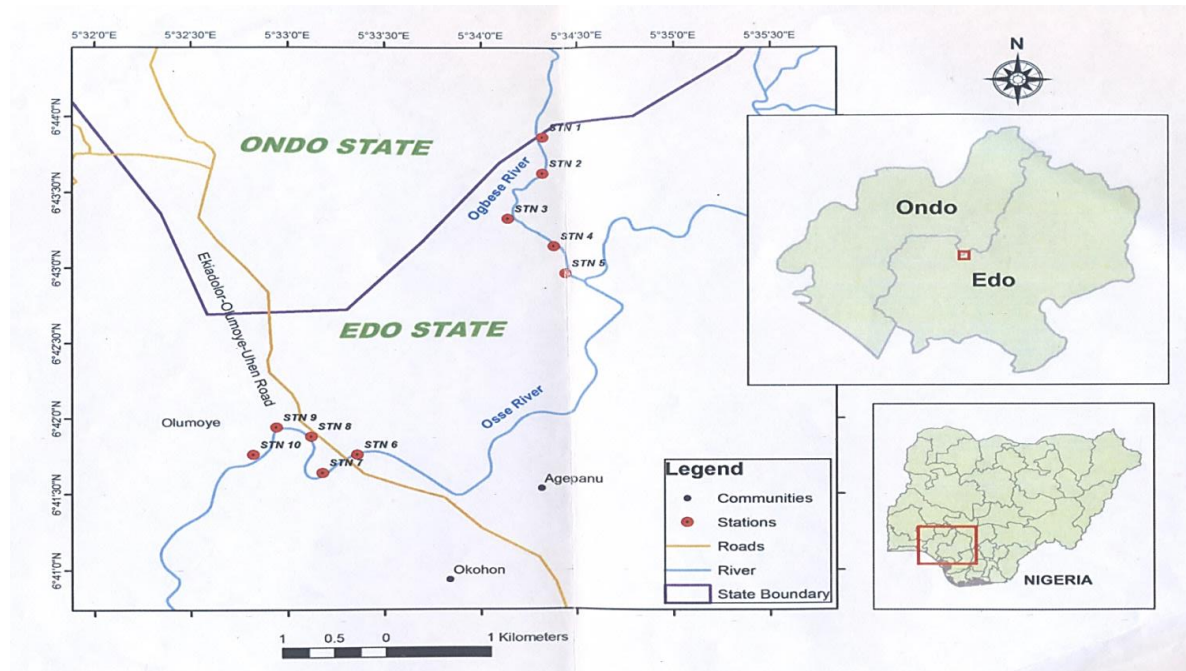 5°32'0"E 5°32'30"E 5°33'0"E 5°33'30"E 5°34'0"E 5°34'30"E 5°35'0"E 5°35'30"E
N
6°44'0"N
ONDO STATE
STN 1
STN 2
Ogbese River
STN 3
STN 4
STN 5
6°43'0"N
Ekiadolor-Olumoye-Uhen Road
EDO STATE
6°42'30"N
6°42'0"N
Osse River
Olumoye
STN 9
STN 8
STN 10
STN 6
STN 7
6°41'30"N
Agepanu
Okohon
6°41'0"N
Legend
Communities
Stations
Roads
River
State Boundary
1 0.5 0 1 Kilometers
Ondo
Edo
NIGERIA